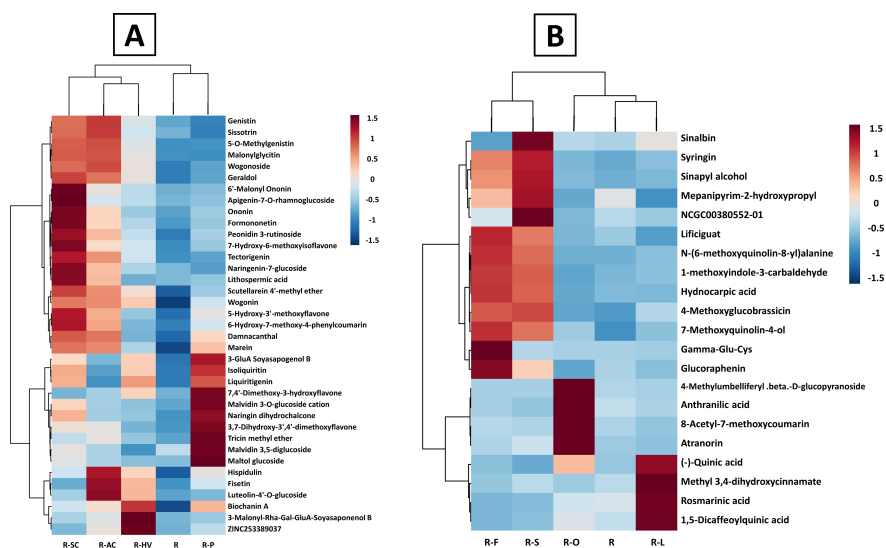 A
1.5
1
0.5
0
-0.5
-1
-1.5
Genistin
Sissotrin
5-O-Methylgenistin
Malonylglycitin
Wogonoside
Geraldol
6'-Malonyl Ononin
Apigenin-7-O-rhamnoglucoside
Ononin
Formononetin
Peonidin 3-rutinoside
7-Hydroxy-6-methoxyisoflavone
Tectorigenin
Naringenin-7-glucoside
Lithospermic acid
Scutellarein 4'-methyl ether
Wogonin
5-Hydroxy-3'-methoxyflavone
6-Hydroxy-7-methoxy-4-phenylcoumarin
Damnacanthal
Marein
3-GluA Soyasapogenol B
Isoliquiritin
Liquiritigenin
7,4'-Dimethoxy-3-hydroxyflavone
Malvidin 3-O-glucoside cation
Naringin dihydrochalcone
3,7-Dihydroxy-3',4'-dimethoxyflavone
Tricin methyl ether
Malvidin 3,5-diglucoside
Maltol glucoside
Hispidulin
Fisetin
Luteolin-4'-O-glucoside
Biochanin A
3-Malonyl-Rha-Gal-GluA-Soyasaponenol B
ZINC253389037
R-SC R-AC R-HV R R-P
B
1.5
1
0.5
0
-0.5
-1
-1.5
Sinalbin
Syringin
Sinapyl alcohol
Mepanipyrim-2-hydroxypropyl
NCGC00380552-01
Lificiguat
N-(6-methoxyquinolin-8-yl)alanine
1-methoxyindole-3-carbaldehyde
Hydnocarpic acid
4-Methoxyglucobrassicin
7-Methoxyquinolin-4-ol
Gamma-Glu-Cys
Glucoraphenin
4-Methylumbelliferyl .beta.-D-glucopyranoside
Anthranilic acid
8-Acetyl-7-methoxycoumarin
Atranorin
(-)-Quinic acid
Methyl 3,4-dihydroxycinnamate
Rosmarinic acid
1,5-Dicaffeoylquinic acid
R-F R-S R-O R R-L